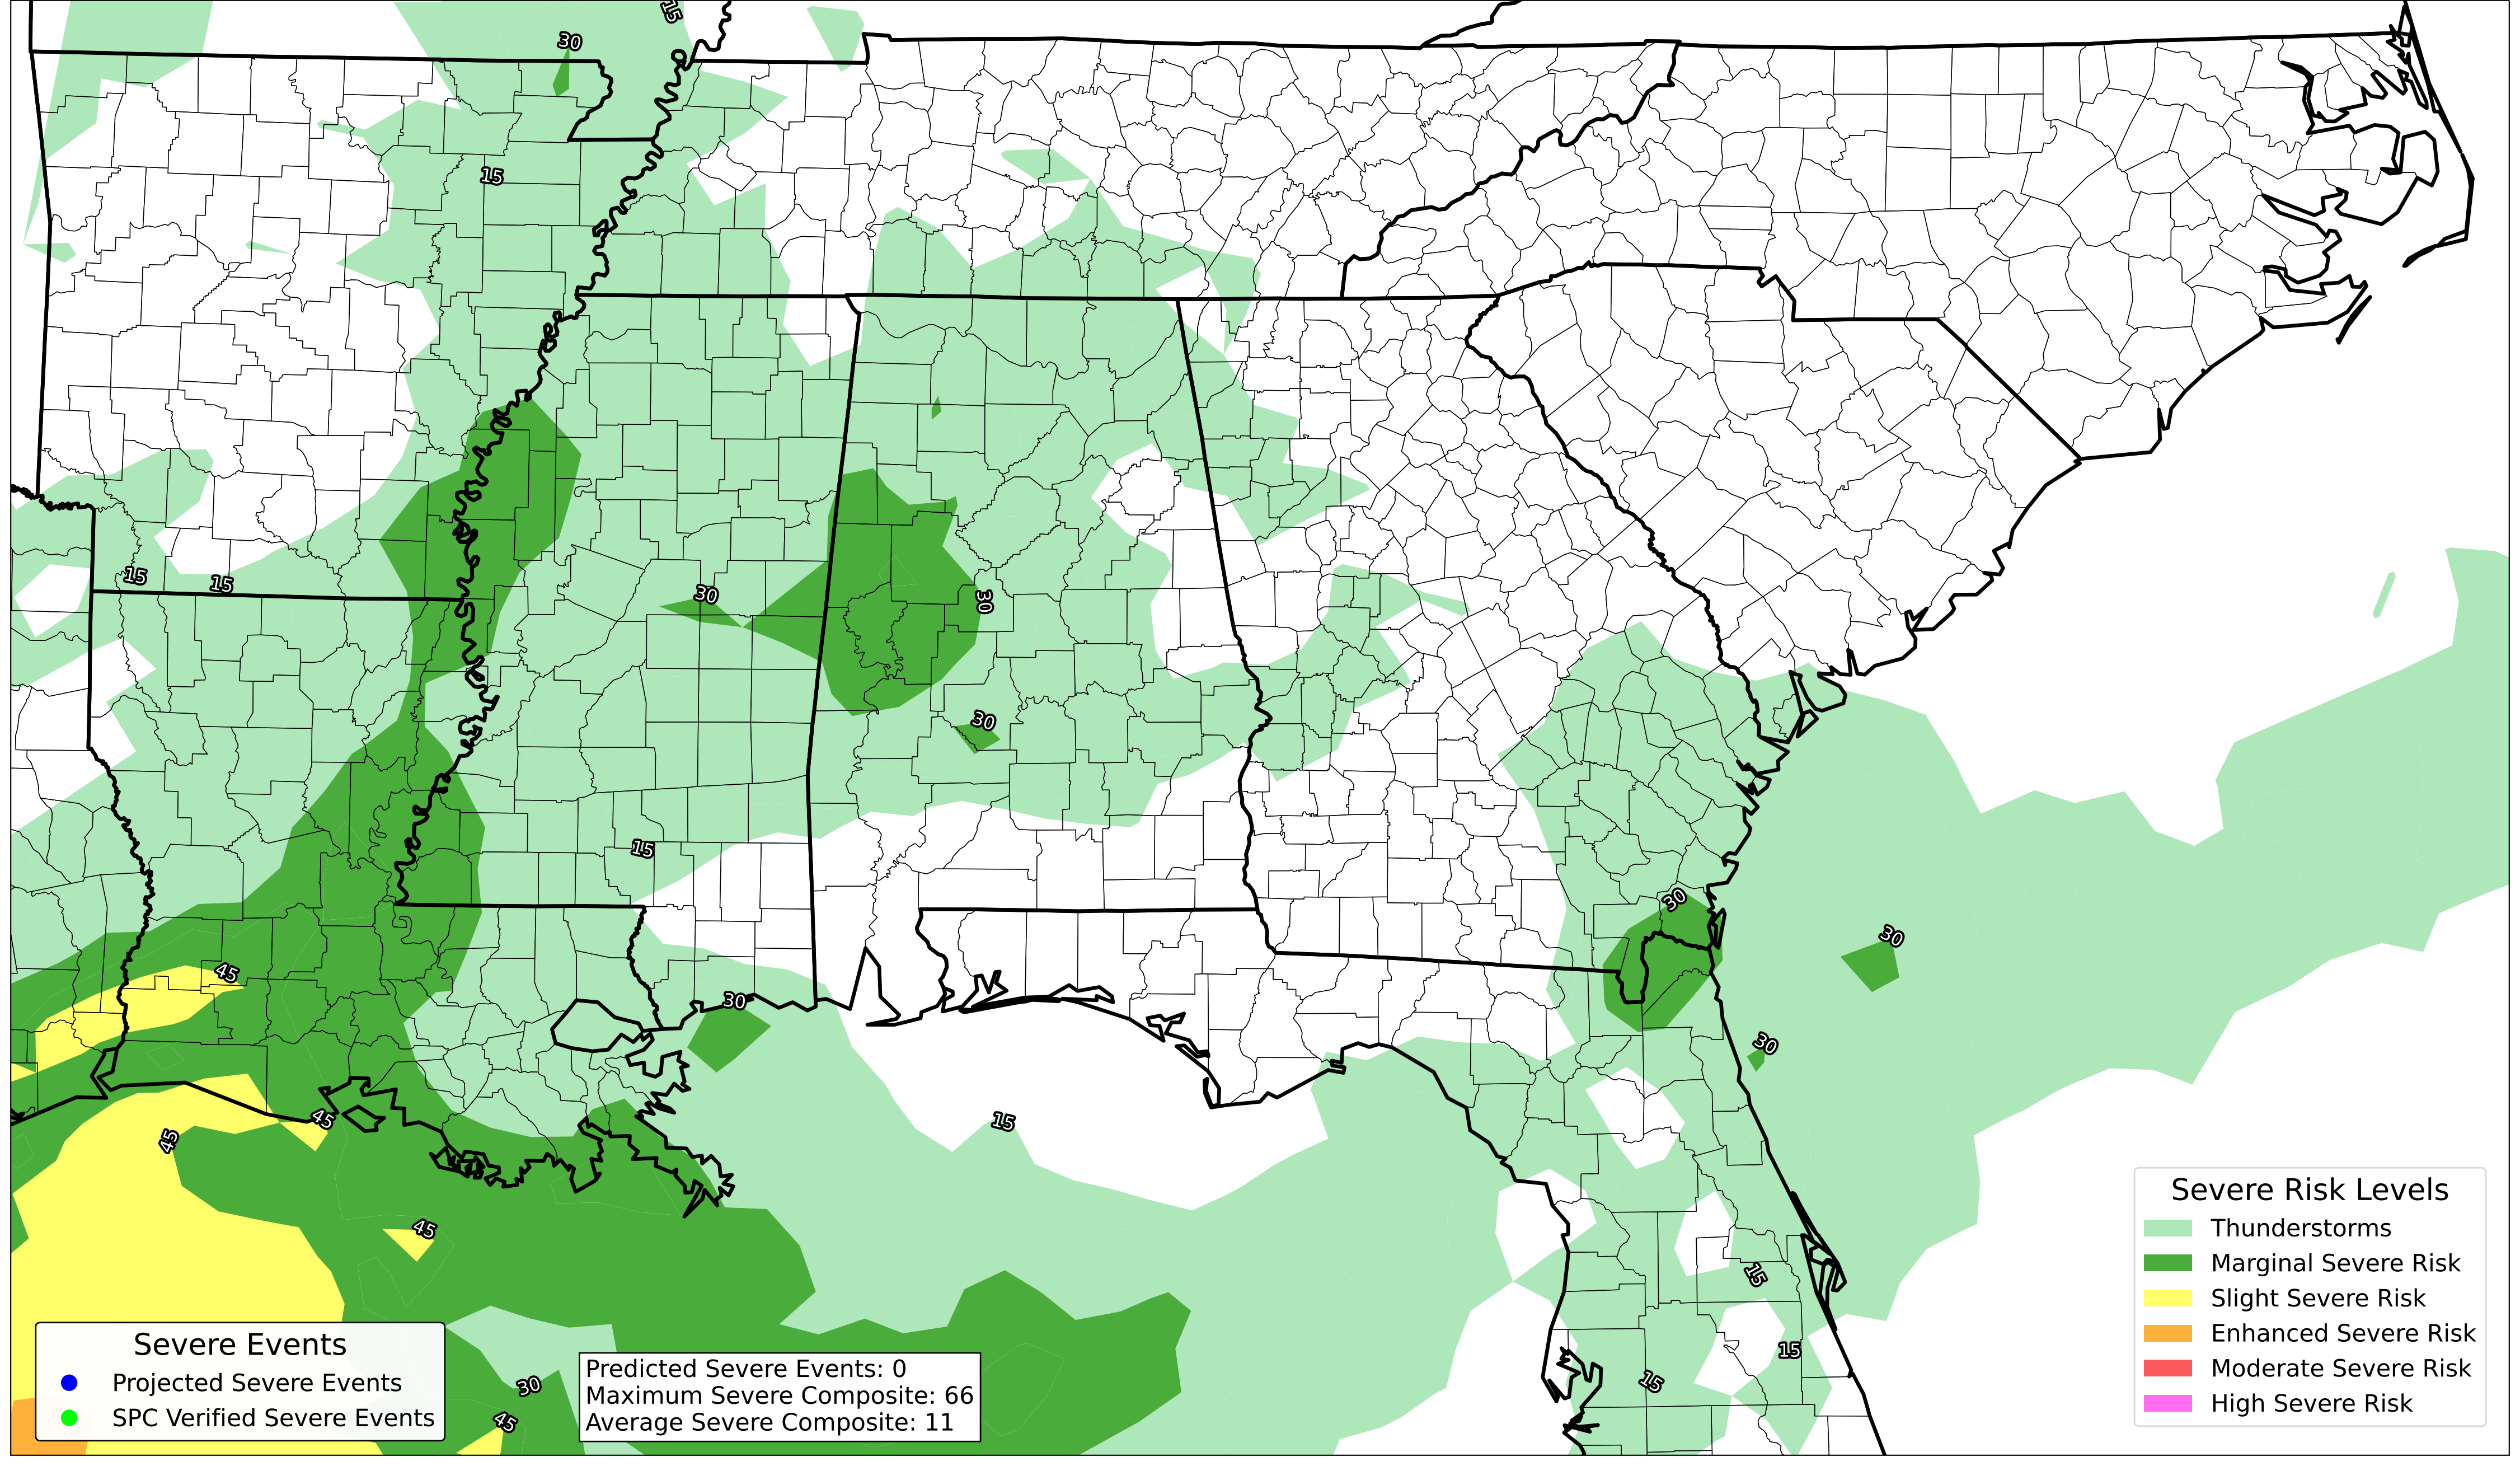 15
30
15
15
15
30
30
30
15
30
30
45
30
30
45
15
45
45
15
15
30
15
45
Severe Risk Levels
Thunderstorms
Marginal Severe Risk
Slight Severe Risk
Enhanced Severe Risk
Moderate Severe Risk
High Severe Risk
Severe Events
Projected Severe Events
SPC Verified Severe Events
Predicted Severe Events: 0
Maximum Severe Composite: 66
Average Severe Composite: 11